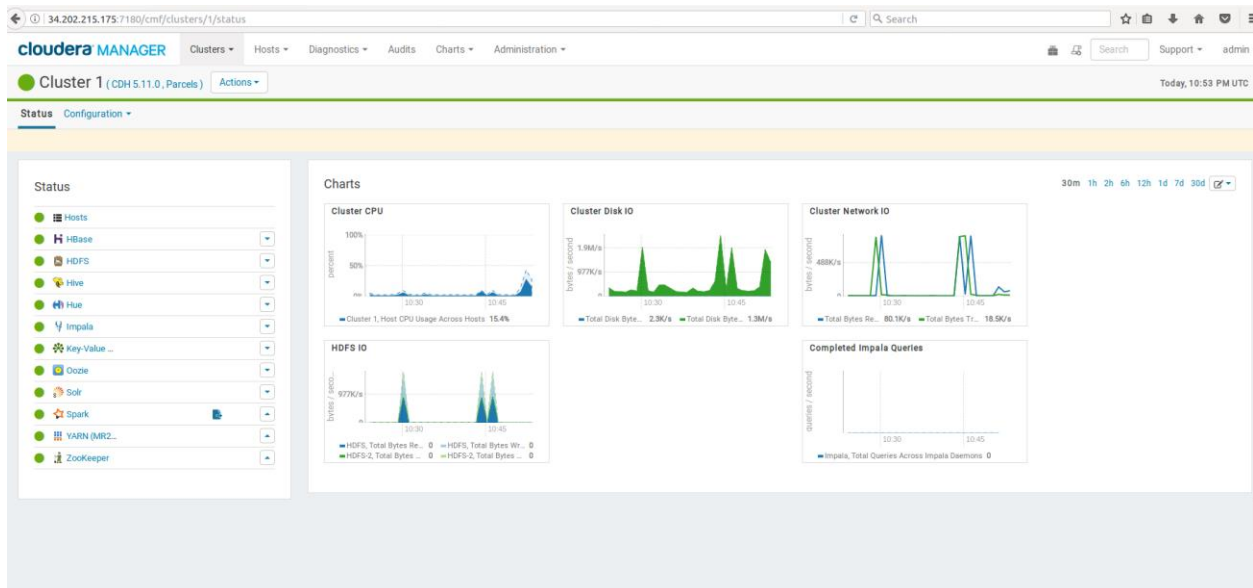 34.202.215.175:7180/cmf/clusters/1/status
Search
cloudera MANAGER Clusters Hosts Diagnostics Audits Charts Administration Search Support admin
Cluster 1 (CDH 5.11.0, Parcels) Actions Today, 10:53 PM UTC
Status Configuration
Status
Hosts
HBase
HDFS
Hive
Hue
Impala
Key-Value ...
Oozie
Solr
Spark
YARN (MR2...
ZooKeeper
Charts
30m 1h 2h 6h 12h 1d 7d 30d
Cluster CPU
percent
100%
50%
10:30 10:45
Cluster 1, Host CPU Usage Across Hosts 15.4%
Cluster Disk IO
bytes / second
1.9M/s
977K/s
0
10:30 10:45
Total Disk Byte... 2.3K/s Total Disk Byte... 1.3M/s
Cluster Network IO
bytes / second
488K/s
0
10:30 10:45
Total Bytes Re... 80.1K/s Total Bytes Tr... 18.5K/s
HDFS IO
bytes / seco...
977K/s
10:30 10:45
HDFS, Total Bytes Re... 0 HDFS, Total Bytes Wr... 0
HDFS-2, Total Bytes ... 0 HDFS-2, Total Bytes ... 0
Completed Impala Queries
queries / second
10:30 10:45
Impala, Total Queries Across Impala Daemons 0